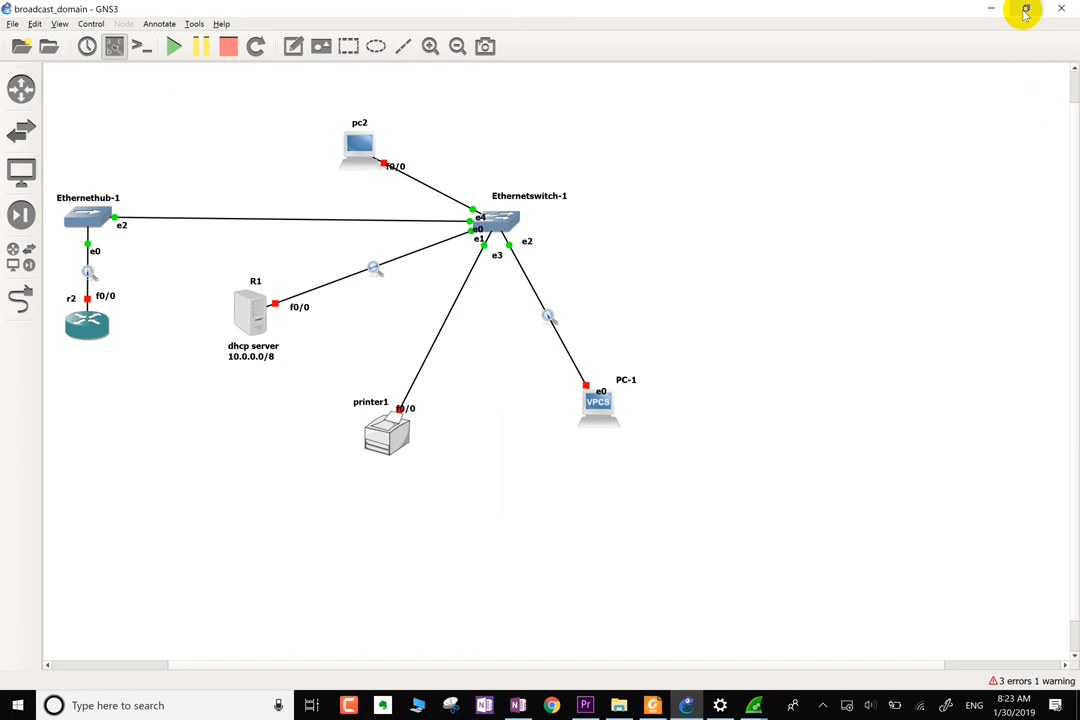 broadcast_domain - GNS3
File Edit View Control Node Annotate Tools Help
pc2
f0/0
Ethernethub-1
e2
e0
r2
f0/0
Ethernetswitch-1
e4
e0
e1
e2
e3
R1
f0/0
dhcp server
10.0.0.0/8
printer1
f0/0
PC-1
e0
VPCS
3 errors 1 warning
Type here to search
Pr
ENG
8:23 AM
1/30/2019